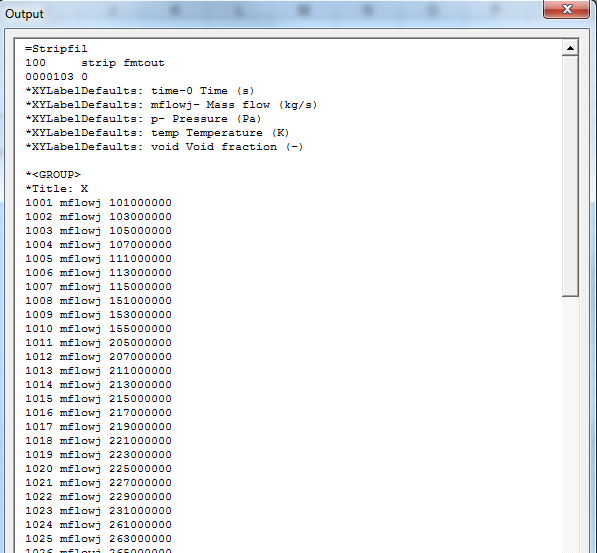 Output
=Stripfil
100     strip fmtout
0000103 0
*XYLabelDefaults: time-0 Time (s)
*XYLabelDefaults: mflowj- Mass flow (kg/s)
*XYLabelDefaults: p- Pressure (Pa)
*XYLabelDefaults: temp Temperature (K)
*XYLabelDefaults: void Void fraction (-)
*<GROUP>
*Title: X
1001 mflowj 101000000
1002 mflowj 103000000
1003 mflowj 105000000
1004 mflowj 107000000
1005 mflowj 111000000
1006 mflowj 113000000
1007 mflowj 115000000
1008 mflowj 151000000
1009 mflowj 153000000
1010 mflowj 155000000
1011 mflowj 205000000
1012 mflowj 207000000
1013 mflowj 211000000
1014 mflowj 213000000
1015 mflowj 215000000
1016 mflowj 217000000
1017 mflowj 219000000
1018 mflowj 221000000
1019 mflowj 223000000
1020 mflowj 225000000
1021 mflowj 227000000
1022 mflowj 229000000
1023 mflowj 231000000
1024 mflowj 261000000
1025 mflowj 263000000
1026 mflowj 265000000